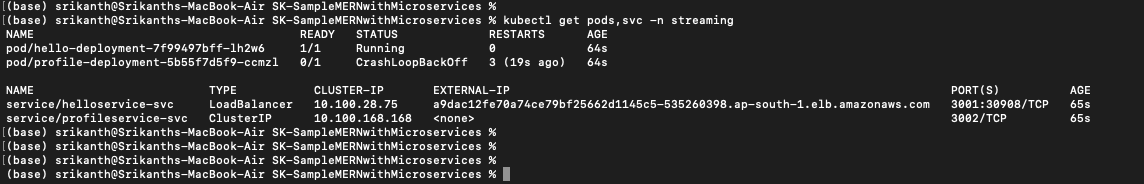 [(base) srikanth@Srikanths-MacBook-Air SK-SampleMERNwithMicroservices %
[(base) srikanth@Srikanths-MacBook-Air SK-SampleMERNwithMicroservices % kubectl get pods,svc -n streaming
NAME READY STATUS RESTARTS AGE
pod/hello-deployment-7f99497bff-lh2w6 1/1 Running 0 64s
pod/profile-deployment-5b55f7d5f9-ccmzl 0/1 CrashLoopBackOff 3 (19s ago) 64s
NAME TYPE CLUSTER-IP EXTERNAL-IP PORT(S) AGE
service/helloservice-svc LoadBalancer 10.100.28.75 a9dac12fe70a74ce79bf25662d1145c5-535260398.ap-south-1.elb.amazonaws.com 3001:30908/TCP 65s
service/profileservice-svc ClusterIP 10.100.168.168 <none> 3002/TCP 65s
[(base) srikanth@Srikanths-MacBook-Air SK-SampleMERNwithMicroservices %
[(base) srikanth@Srikanths-MacBook-Air SK-SampleMERNwithMicroservices %
[(base) srikanth@Srikanths-MacBook-Air SK-SampleMERNwithMicroservices %
(base) srikanth@Srikanths-MacBook-Air SK-SampleMERNwithMicroservices %